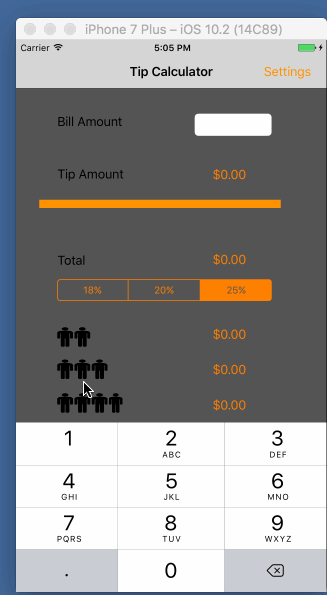 iPhone 7 Plus – iOS 10.2 (14C89)
Carrier 5:05 PM
Tip Calculator Settings
Bill Amount
Tip Amount $0.00
Total $0.00
18% 20% 25%
$0.00
$0.00
$0.00
1 2 3
ABC DEF
4 5 6
GHI JKL MNO
7 8 9
PQRS TUV WXYZ
. 0